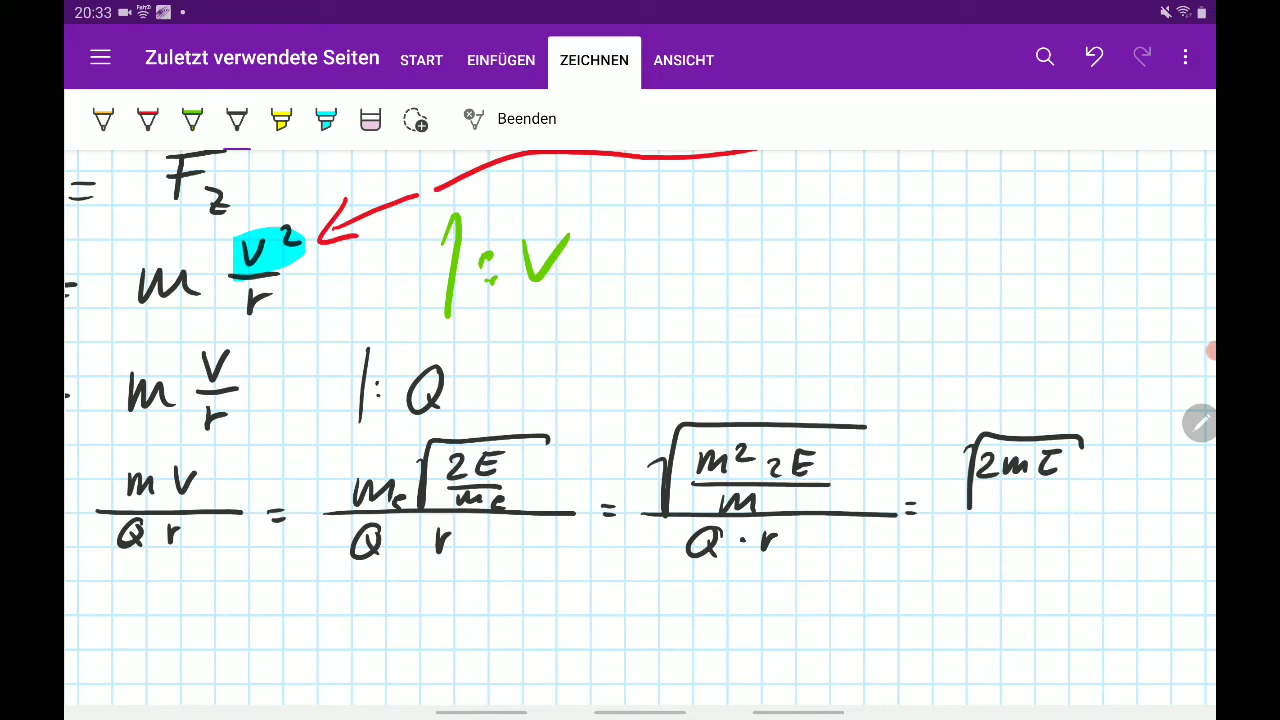 20:33
Zuletzt verwendete Seiten START EINFÜGEN ZEICHNEN ANSICHT
Beenden
= F_z
= m v²/r ↑ : v
m v/r | : Q
m v / Q r = m_e √(2E/m_e) / Q r = √(m² 2E/m) / Q · r = √(2mE)